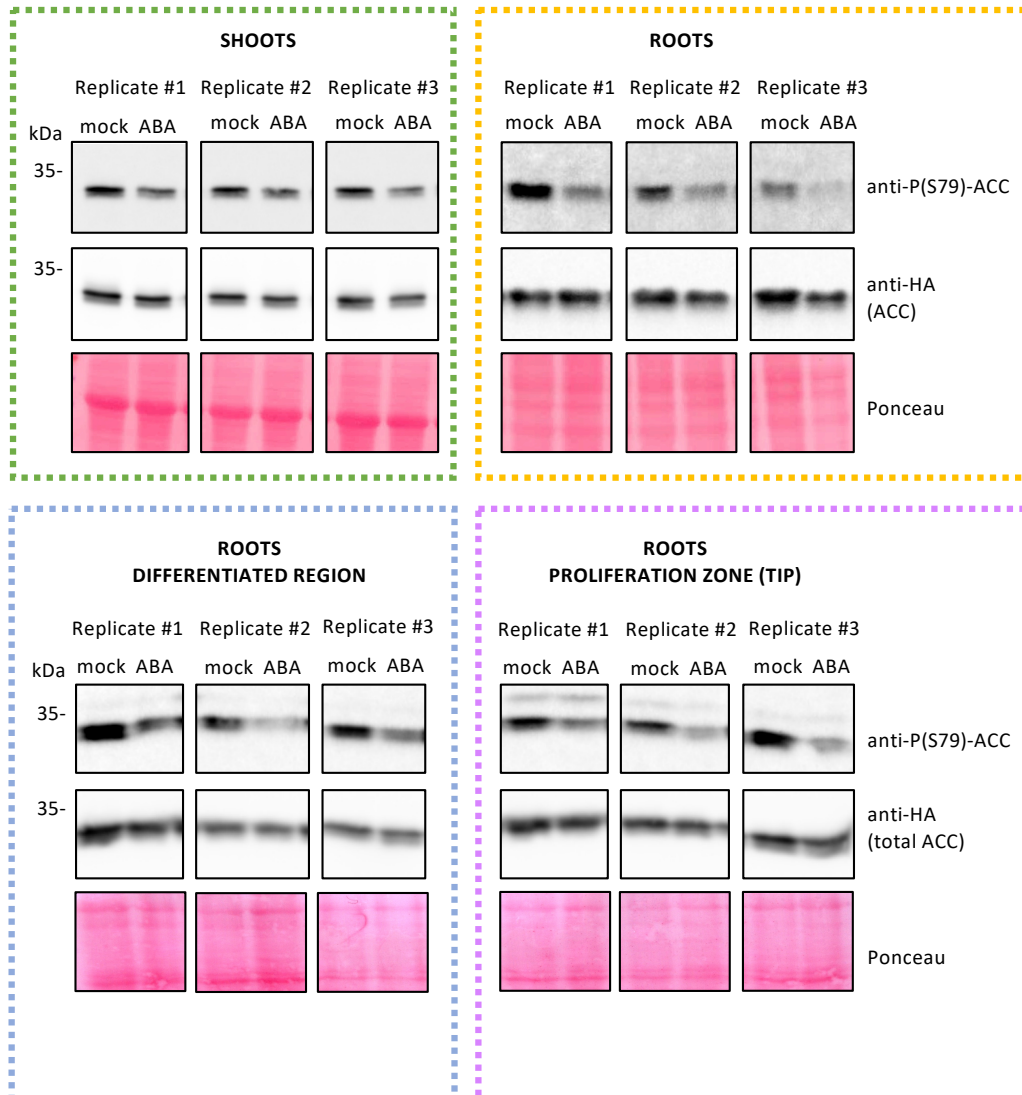 SHOOTS
Replicate #1 Replicate #2 Replicate #3
kDa mock ABA mock ABA mock ABA
35-
35-
ROOTS
Replicate #1 Replicate #2 Replicate #3
mock ABA mock ABA mock ABA
anti-P(S79)-ACC
anti-HA
(ACC)
Ponceau
ROOTS
DIFFERENTIATED REGION
Replicate #1 Replicate #2 Replicate #3
kDa mock ABA mock ABA mock ABA
35-
35-
ROOTS
PROLIFERATION ZONE (TIP)
Replicate #1 Replicate #2 Replicate #3
mock ABA mock ABA mock ABA
anti-P(S79)-ACC
anti-HA
(total ACC)
Ponceau